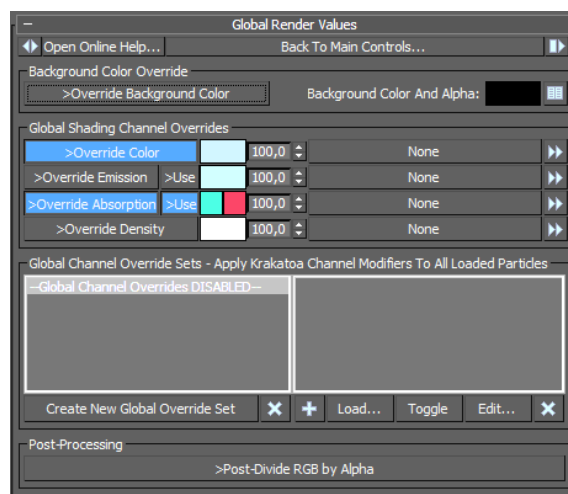 Global Render Values
Open Online Help... Back To Main Controls...
Background Color Override
>Override Background Color Background Color And Alpha:
Global Shading Channel Overrides
>Override Color 100,0 None
>Override Emission >Use 100,0 None
>Override Absorption >Use 100,0 None
>Override Density 100,0 None
Global Channel Override Sets - Apply Krakatoa Channel Modifiers To All Loaded Particles
---Global Channel Overrides DISABLED---
Create New Global Override Set Load... Toggle Edit...
Post-Processing
>Post-Divide RGB by Alpha